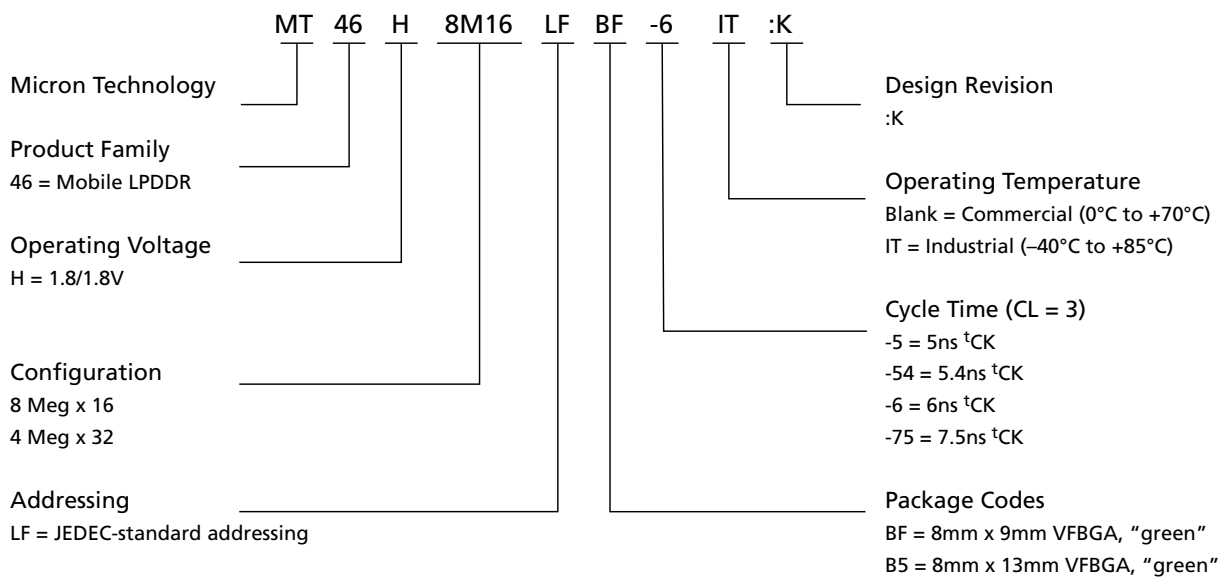 MT 46 H 8M16 LF BF -6 IT :K
Micron Technology
Product Family
46 = Mobile LPDDR
Operating Voltage
H = 1.8/1.8V
Configuration
8 Meg x 16
4 Meg x 32
Addressing
LF = JEDEC-standard addressing
Design Revision
:K
Operating Temperature
Blank = Commercial (0°C to +70°C)
IT = Industrial (–40°C to +85°C)
Cycle Time (CL = 3)
-5 = 5ns tCK
-54 = 5.4ns tCK
-6 = 6ns tCK
-75 = 7.5ns tCK
Package Codes
BF = 8mm x 9mm VFBGA, “green”
B5 = 8mm x 13mm VFBGA, “green”